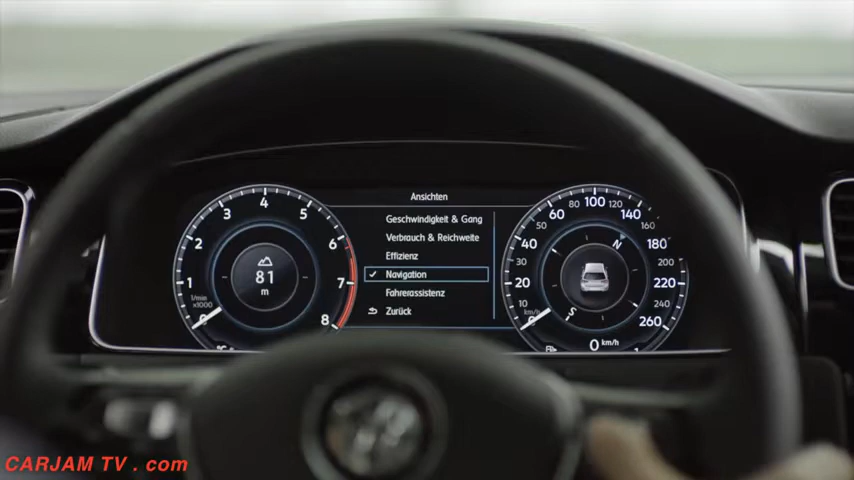 Ansichten
Geschwindigkeit & Gang
Verbrauch & Reichweite
Effizienz
Navigation
Fahrerassistenz
Zurück
1 2 3 4 5 6 7 8
1/min
x1000
0
81
m
°C
10 20 30 40 60 80 100 120 140 160 180 200 220 240 260
km/h
N
S
0 km/h
CARJAM TV . com